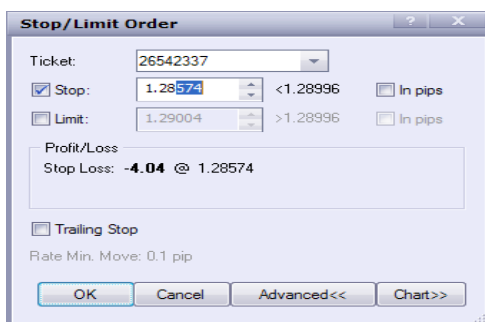 Stop/Limit Order
Ticket: 26542337
Stop: 1.28574 <1.28996 In pips
Limit: 1.29004 >1.28996 In pips
Profit/Loss
Stop Loss: -4.04 @ 1.28574
Trailing Stop
Rate Min. Move: 0.1 pip
OK Cancel Advanced<< Chart>>